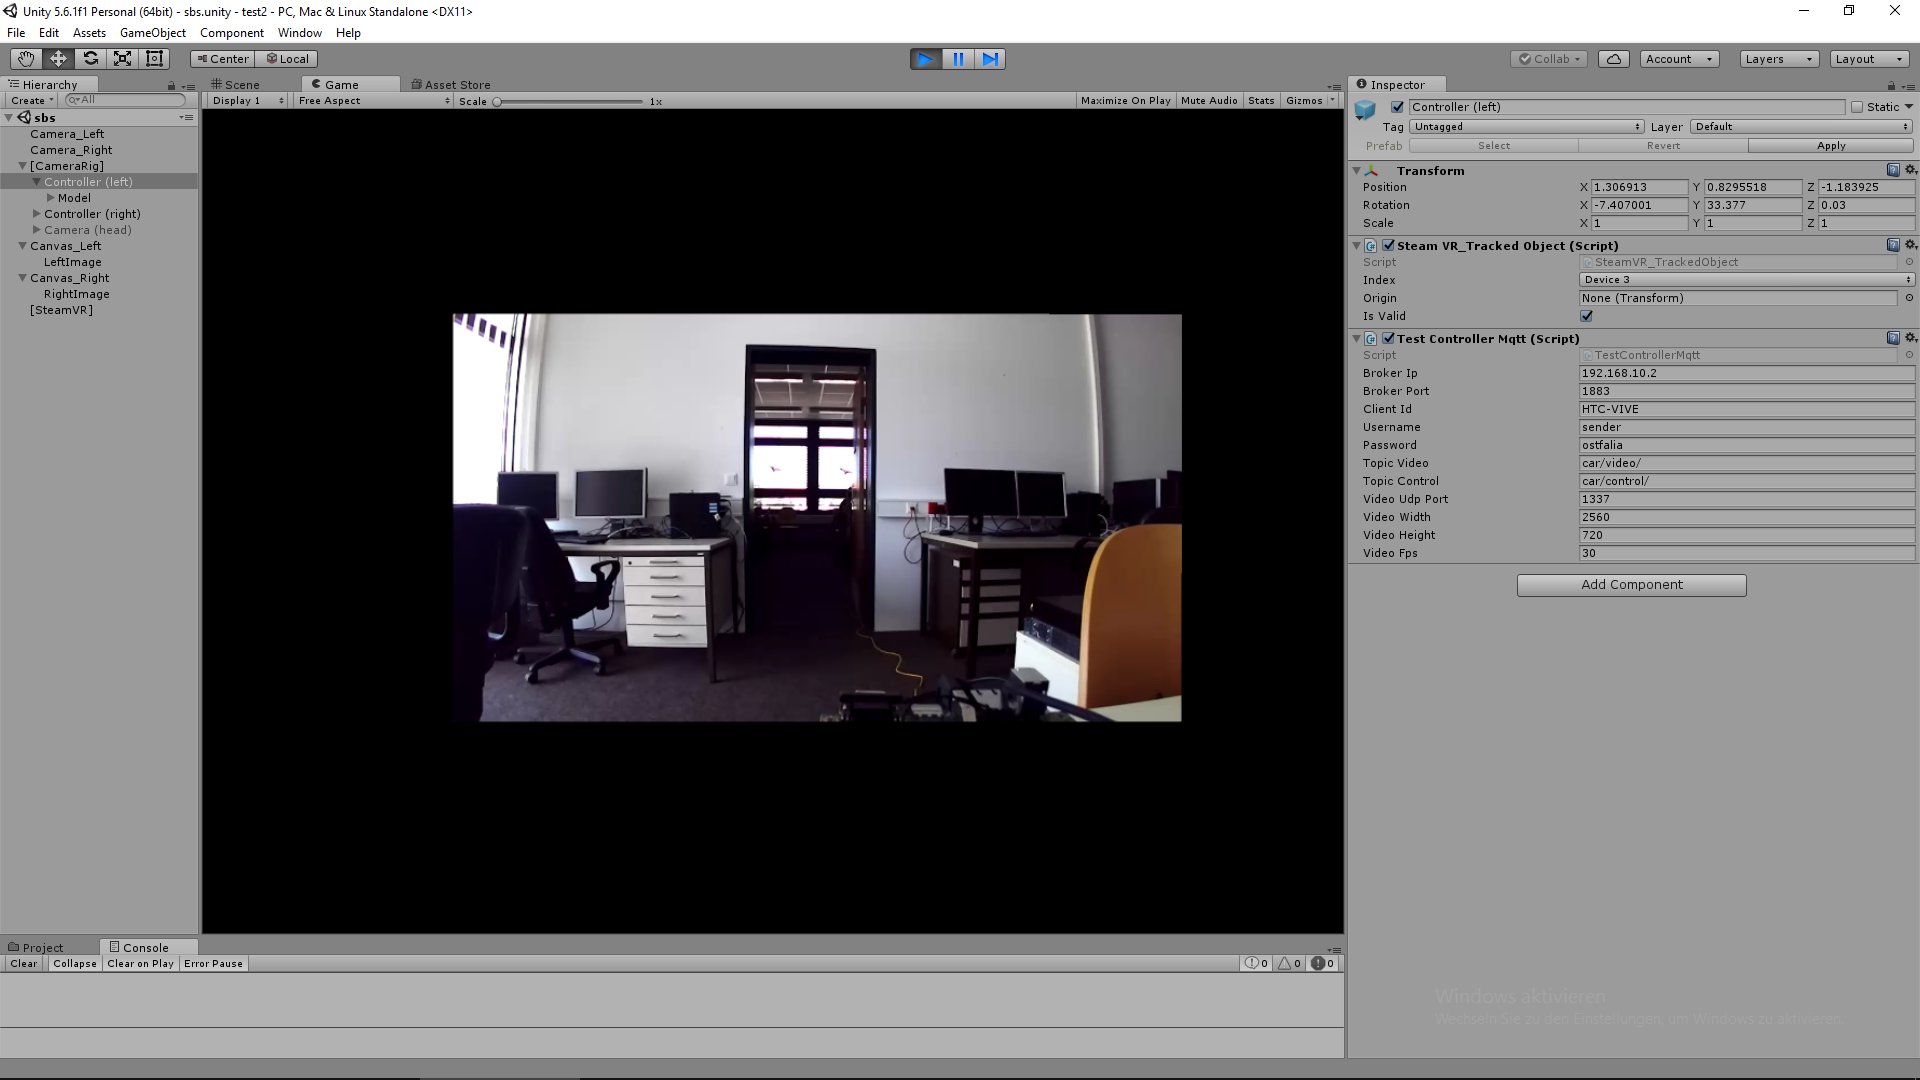 Unity 5.6.1f1 Personal (64bit) - sbs.unity - test2 - PC, Mac & Linux Standalone <DX11>
File Edit Assets GameObject Component Window Help
Center Local Collab Account Layers Layout
Hierarchy
Create All
sbs
Camera_Left
Camera_Right
[CameraRig]
Controller (left)
Model
Controller (right)
Camera (head)
Canvas_Left
LeftImage
Canvas_Right
RightImage
[SteamVR]
Scene Game Asset Store
Display 1 Free Aspect Scale 1x Maximize On Play Mute Audio Stats Gizmos
Inspector
Controller (left) Static
Tag Untagged Layer Default
Prefab Select Revert Apply
Transform
Position X 1.306913 Y 0.8295518 Z -1.183925
Rotation X -7.407001 Y 33.377 Z 0.03
Scale X 1 Y 1 Z 1
Steam VR_Tracked Object (Script)
Script SteamVR_TrackedObject
Index Device 3
Origin None (Transform)
Is Valid
Test Controller Mqtt (Script)
Script TestControllerMqtt
Broker Ip 192.168.10.2
Broker Port 1883
Client Id HTC-VIVE
Username sender
Password ostfalia
Topic Video car/video/
Topic Control car/control/
Video Udp Port 1337
Video Width 2560
Video Height 720
Video Fps 30
Add Component
Project Console
Clear Collapse Clear on Play Error Pause 0 0 0
Windows aktivieren
Wechseln Sie zu den Einstellungen, um Windows zu aktivieren.